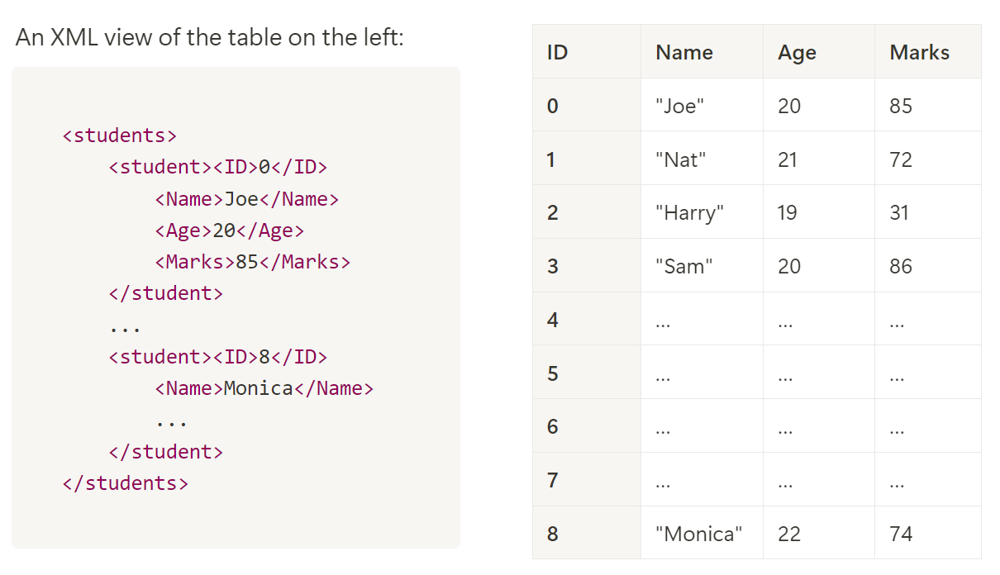 An XML view of the table on the left:
<students>
<student><ID>0</ID>
<Name>Joe</Name>
<Age>20</Age>
<Marks>85</Marks>
</student>
...
<student><ID>8</ID>
<Name>Monica</Name>
...
</student>
</students>
ID Name Age Marks
0 "Joe" 20 85
1 "Nat" 21 72
2 "Harry" 19 31
3 "Sam" 20 86
4 ... ... ...
5 ... ... ...
6 ... ... ...
7 ... ... ...
8 "Monica" 22 74